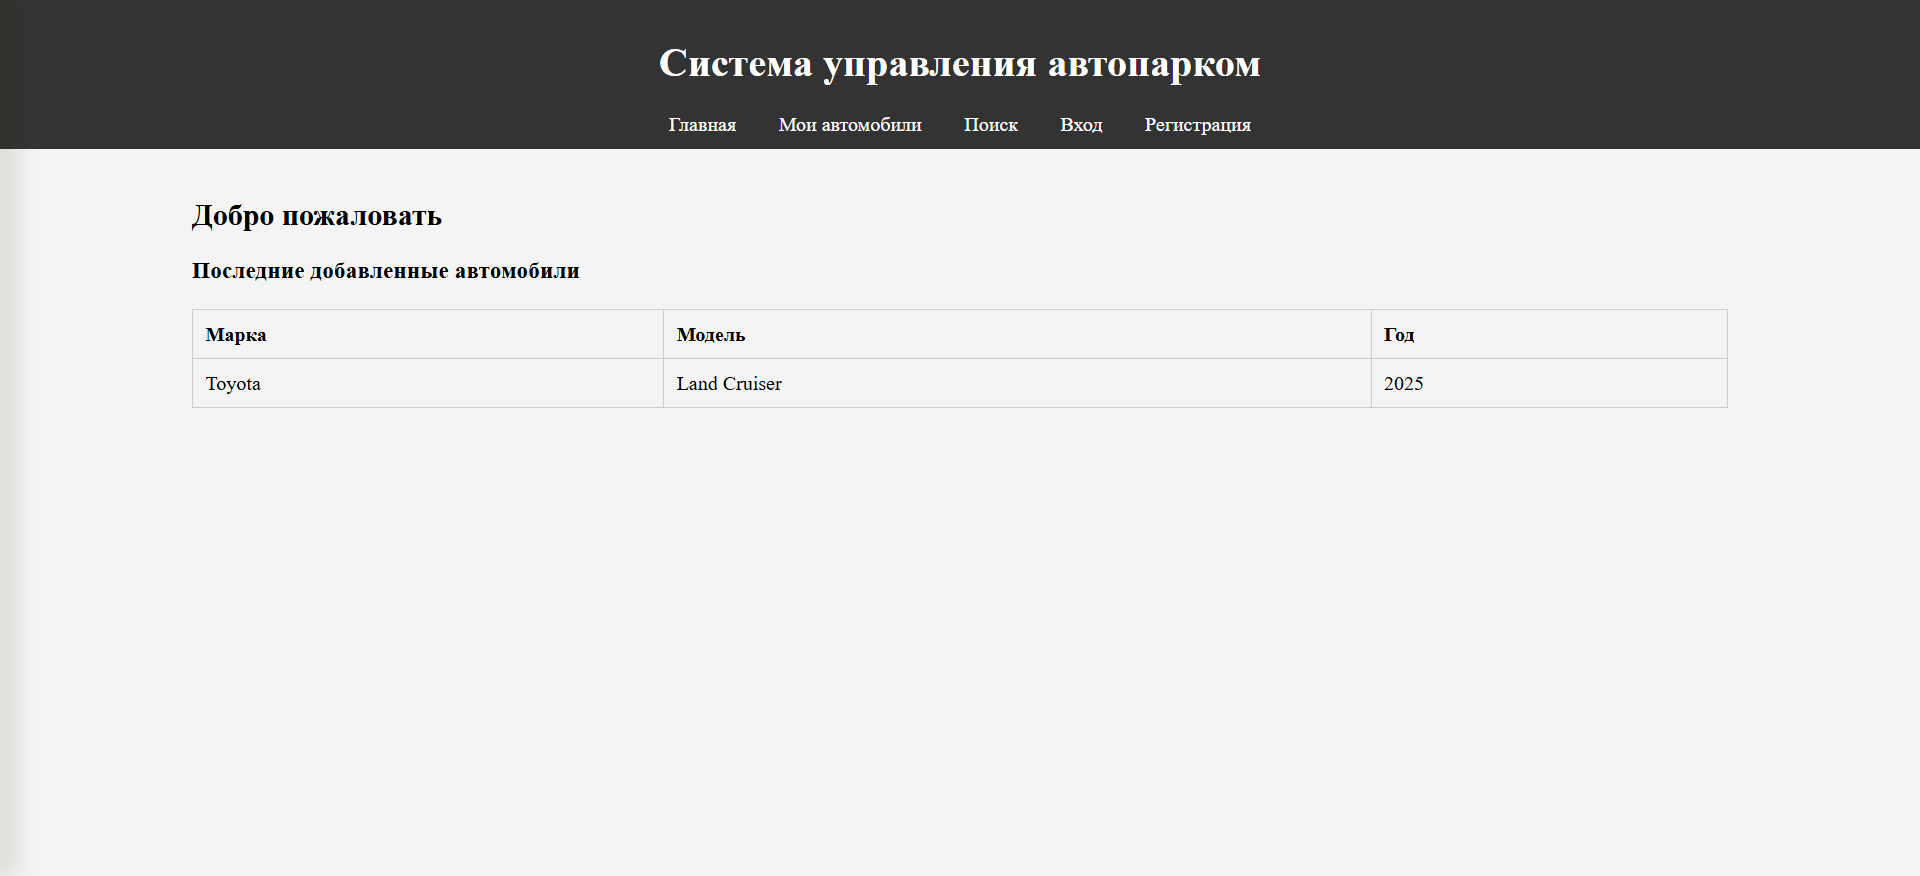 Система управления автопарком
Главная Мои автомобили Поиск Вход Регистрация
Добро пожаловать
Последние добавленные автомобили
Марка Модель Год
Toyota Land Cruiser 2025